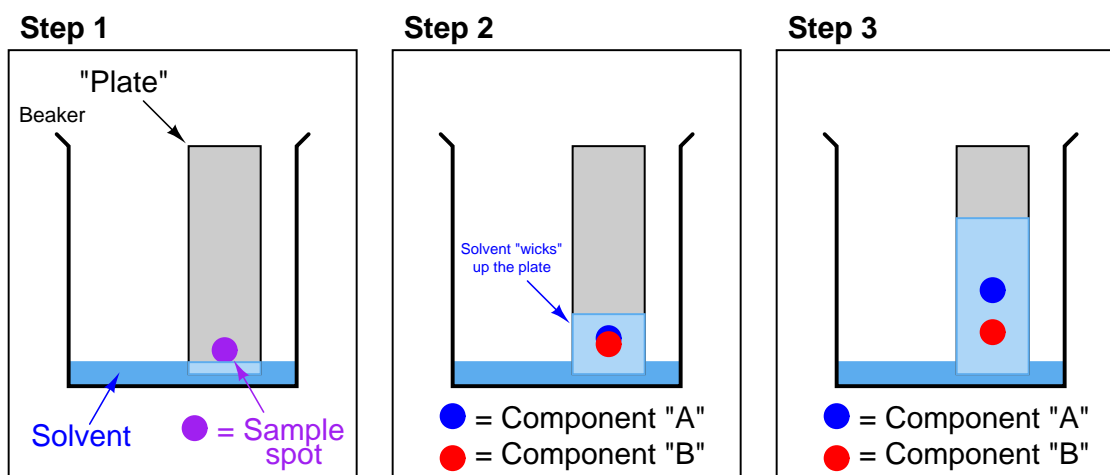 Step 1
"Plate"
Beaker
Solvent
= Sample
spot
Step 2
Solvent "wicks"
up the plate
= Component "A"
= Component "B"
Step 3
= Component "A"
= Component "B"